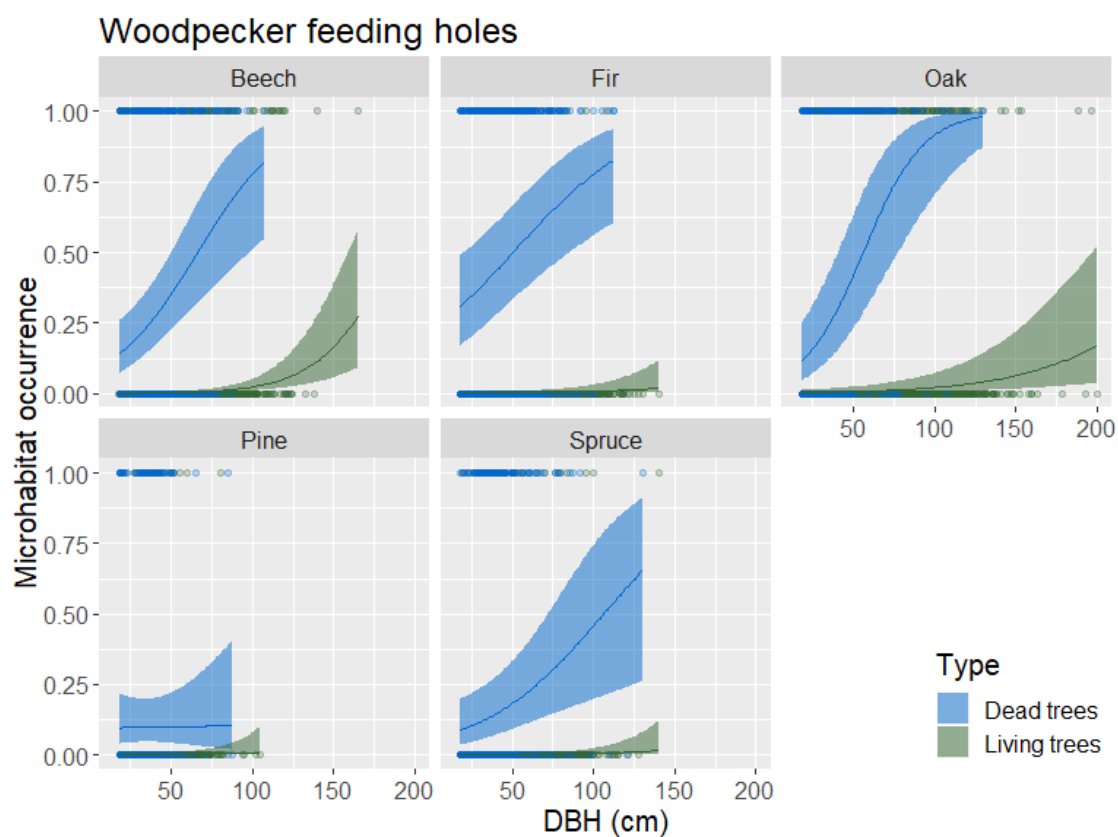 Woodpecker feeding holes
Beech Fir Oak
1.00
0.75
0.50
0.25
0.00
50 100 150 200
Pine Spruce
1.00
0.75
0.50
0.25
0.00
50 100 150 200 50 100 150 200
Microhabitat occurrence
DBH (cm)
Type
Dead trees
Living trees